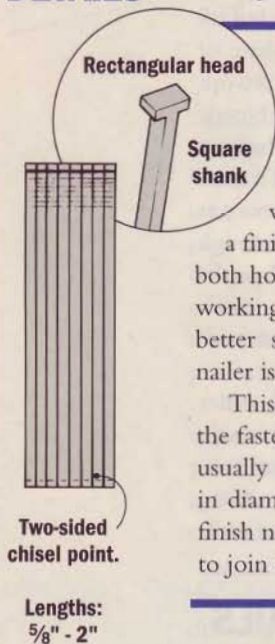 Rectangular head
Square
shank
a fini
both ho
working
better s
nailer is
This
the faste
usually
in diam
finish n
to join
Two-sided
chisel point.
Lengths:
5/8" - 2"